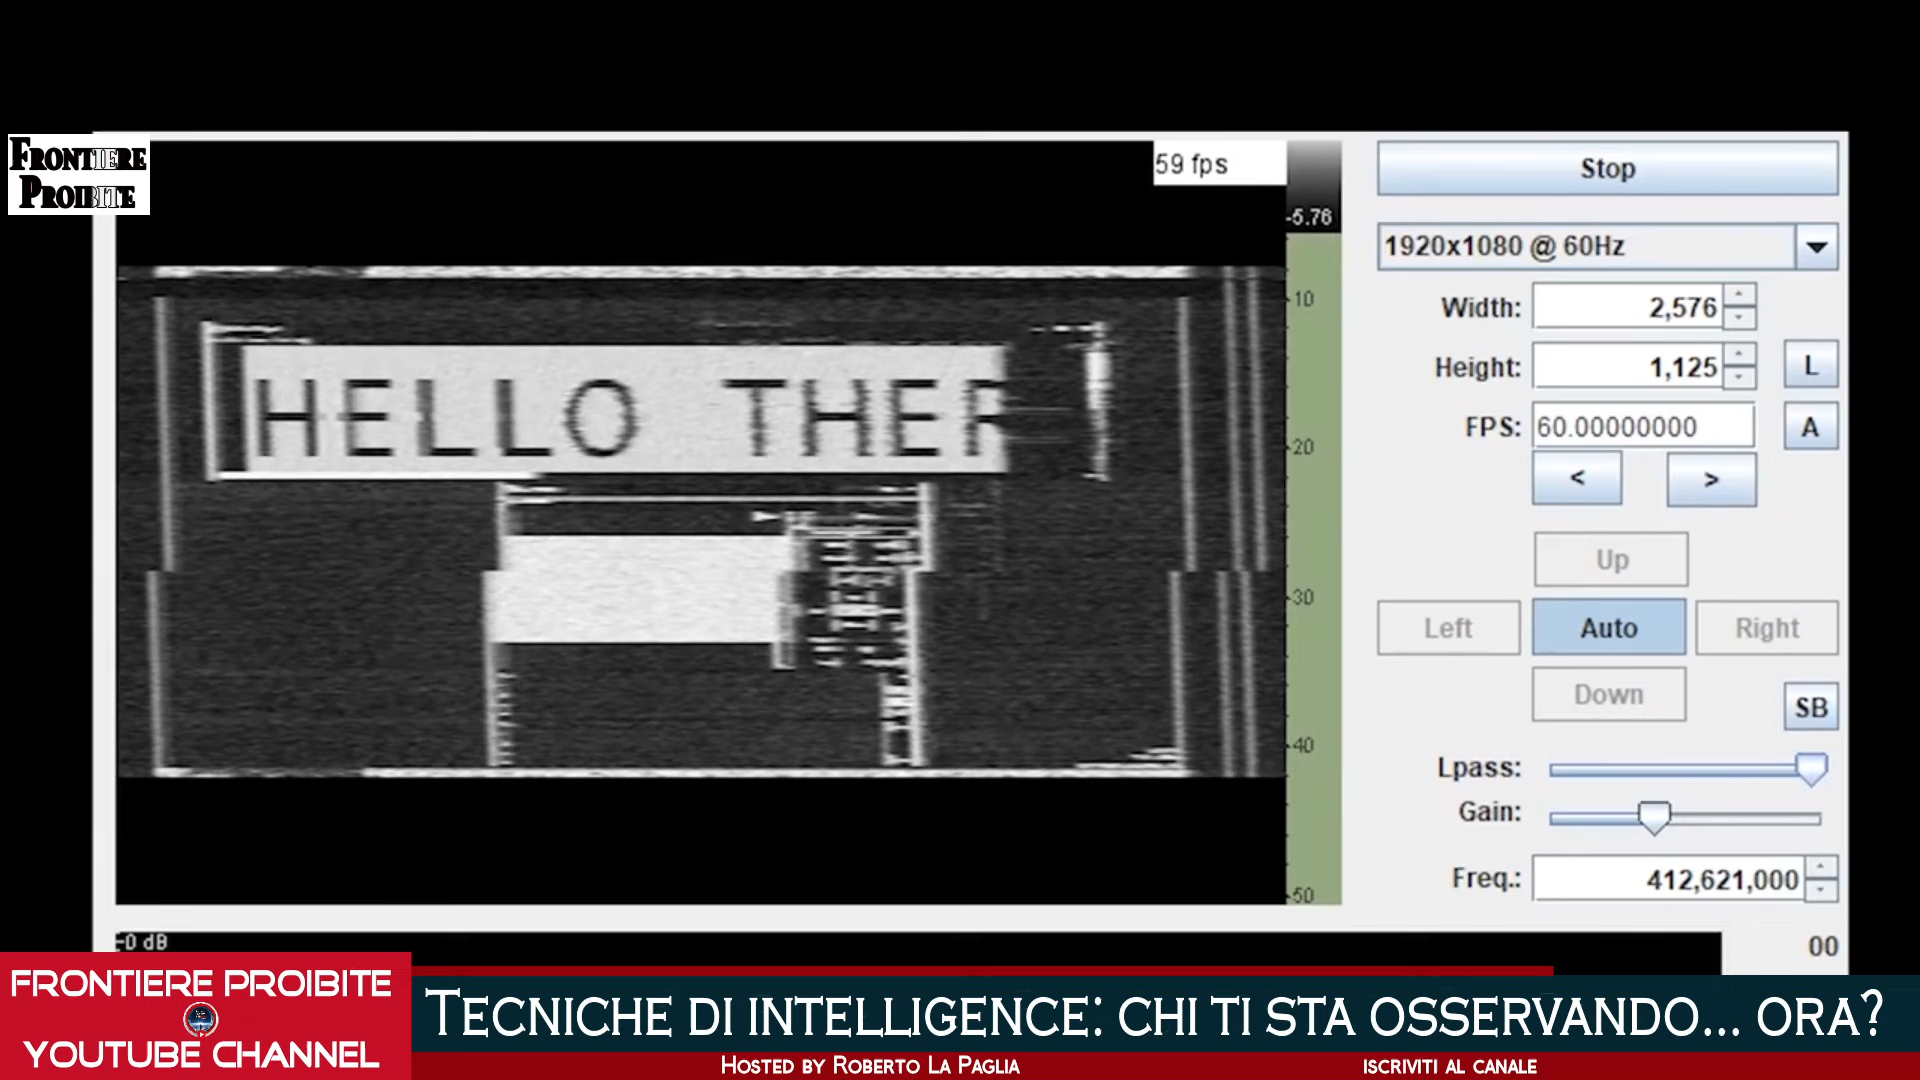 FRONTIERE
PROIBITE
59 fps
Stop
-5.76
1920x1080 @ 60Hz
10
Width: 2,576
Height: 1,125
L
HELLO THER
FPS: 60.00000000
A
20
< >
Up
30
Left Auto Right
Down
SB
40
Lpass:
Gain:
Freq.: 412,621,000
50
-0 dB
00
FRONTIERE PROIBITE
YOUTUBE CHANNEL
TECNICHE DI INTELLIGENCE: CHI TI STA OSSERVANDO... ORA?
HOSTED BY ROBERTO LA PAGLIA
ISCRIVITI AL CANALE